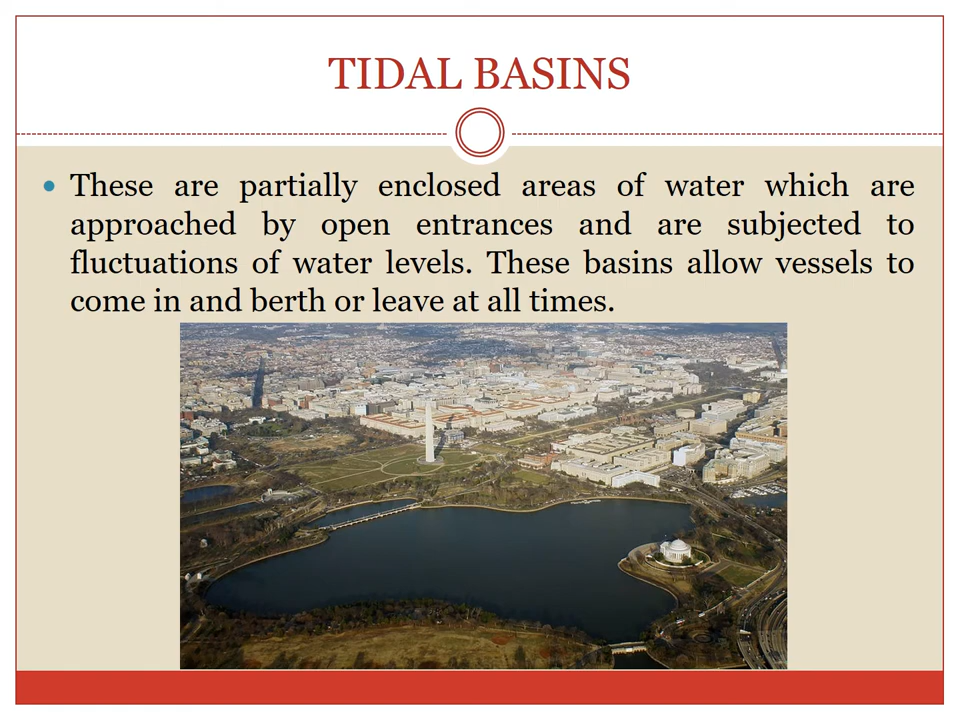 TIDAL BASINS
These are partially enclosed areas of water which are
approached by open entrances and are subjected to
fluctuations of water levels. These basins allow vessels to
come in and berth or leave at all times.